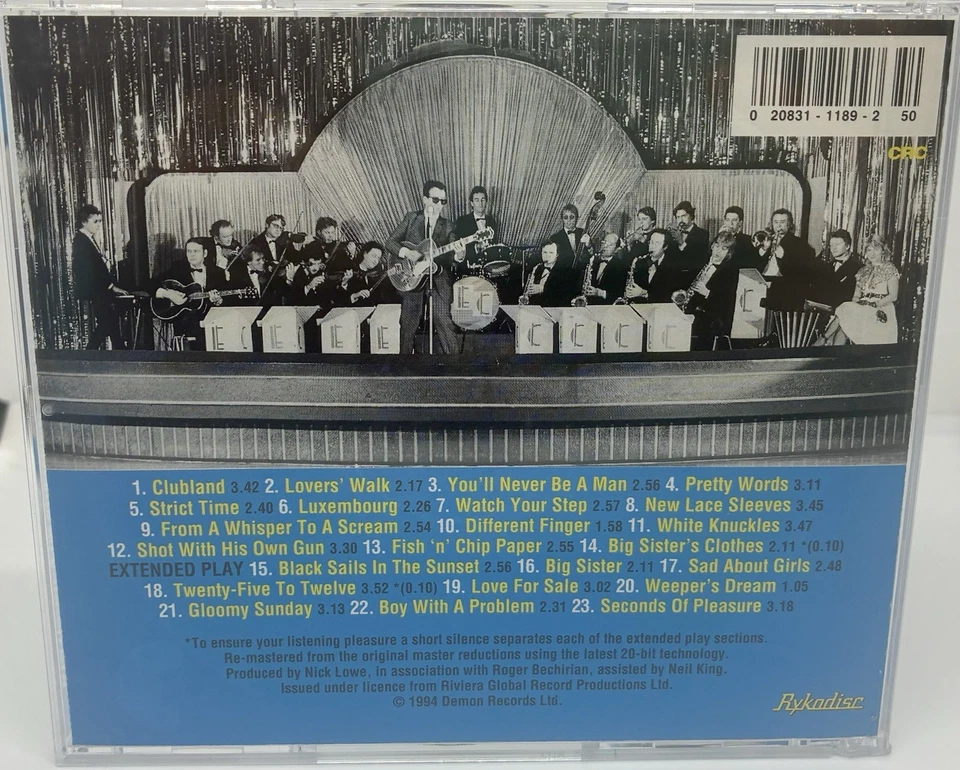 0 20831 - 1189 - 2 50
CRC
EC
1. Clubland 3.42 2. Lovers' Walk 2.17 3. You'll Never Be A Man 2.56 4. Pretty Words 3.11
5. Strict Time 2.40 6. Luxembourg 2.26 7. Watch Your Step 2.57 8. New Lace Sleeves 3.45
9. From A Whisper To A Scream 2.54 10. Different Finger 1.58 11. White Knuckles 3.47
12. Shot With His Own Gun 3.30 13. Fish 'n' Chip Paper 2.55 14. Big Sister's Clothes 2.11 *(0.10)
EXTENDED PLAY 15. Black Sails In The Sunset 2.56 16. Big Sister 2.11 17. Sad About Girls 2.48
18. Twenty-Five To Twelve 3.52 *(0.10) 19. Love For Sale 3.02 20. Weeper's Dream 1.05
21. Gloomy Sunday 3.13 22. Boy With A Problem 2.31 23. Seconds Of Pleasure 3.18
*To ensure your listening pleasure a short silence separates each of the extended play sections.
Re-mastered from the original master reductions using the latest 20-bit technology.
Produced by Nick Lowe, in association with Roger Bechirian, assisted by Neil King.
Issued under licence from Riviera Global Record Productions Ltd.
© 1994 Demon Records Ltd.
Rykodisc